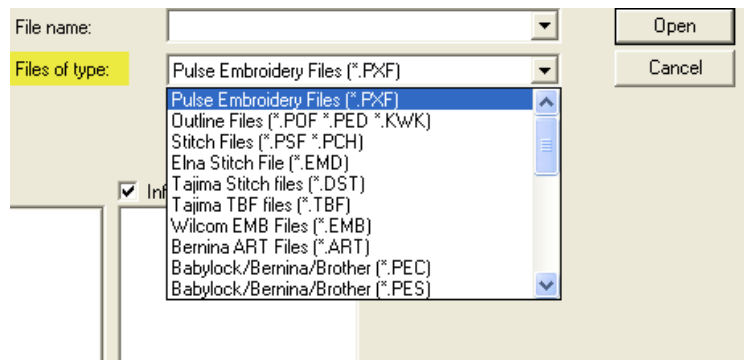 File name:
Open
Files of type:
Pulse Embroidery Files (*.PXF)
Cancel
Pulse Embroidery Files (*.PXF)
Outline Files (*.POF *.PED *.KWK)
Stitch Files (*.PSF *.PCH)
Elna Stitch File (*.EMD)
Tajima Stitch files (*.DST)
Inf
Tajima TBF files (*.TBF)
Wilcom EMB Files (*.EMB)
Bernina ART Files (*.ART)
Babylock/Bernina/Brother (*.PEC)
Babylock/Bernina/Brother (*.PES)